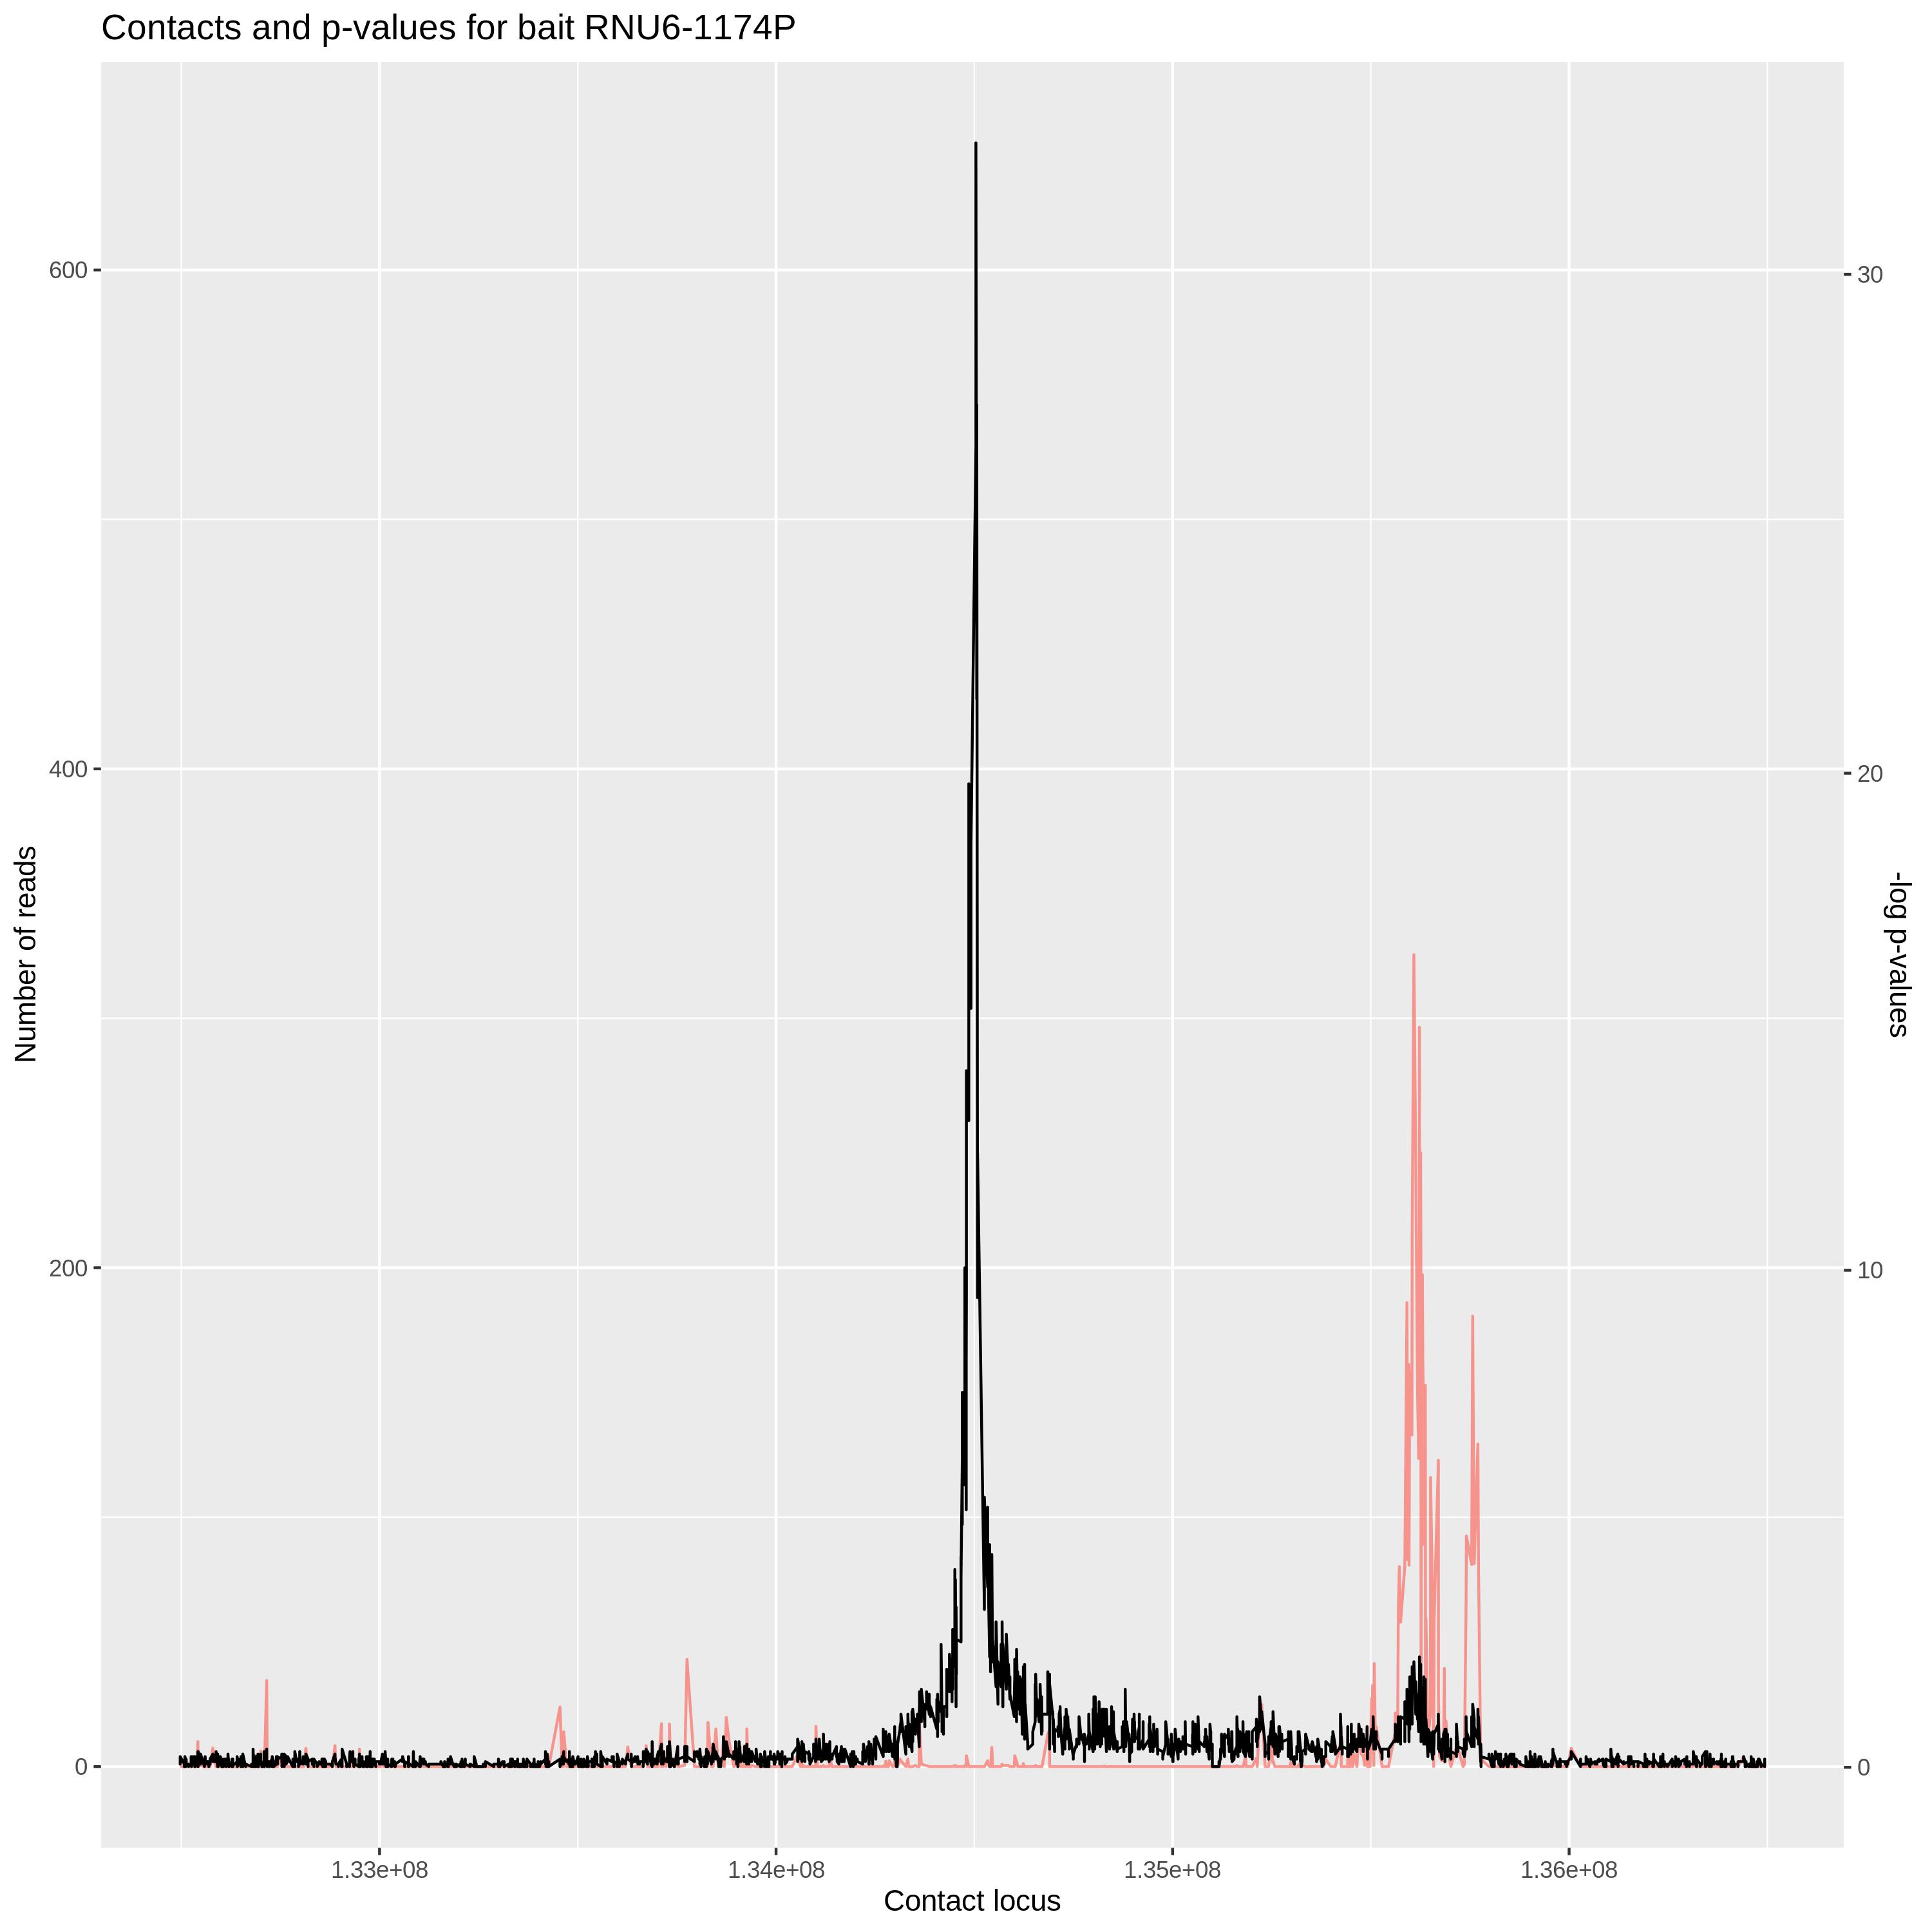 Contacts and p-values for bait RNU6-1174P
600
400
200
0
30
20
10
0
Number of reads
-log p-values
1.33e+08
1.34e+08
1.35e+08
1.36e+08
Contact locus